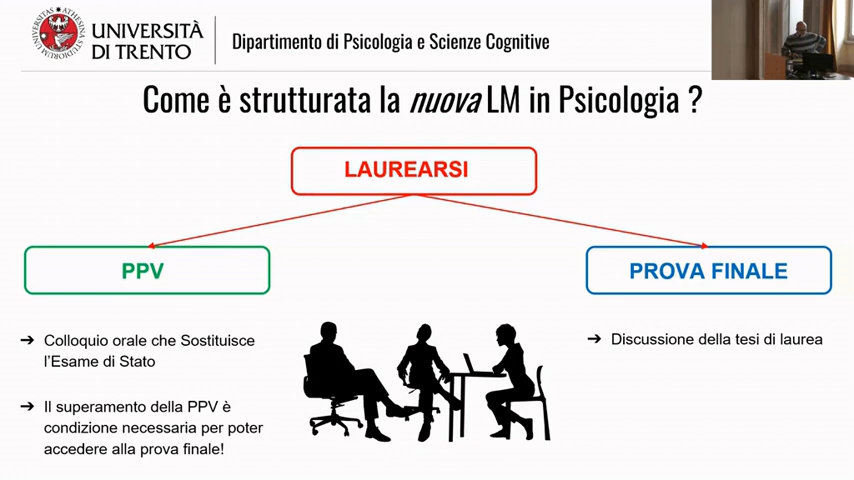 UNIVERSITÀ
DI TRENTO
Dipartimento di Psicologia e Scienze Cognitive
Come è strutturata la nuova LM in Psicologia ?
LAUREARSI
PPV
PROVA FINALE
➔ Colloquio orale che Sostituisce
l'Esame di Stato
➔ Il superamento della PPV è
condizione necessaria per poter
accedere alla prova finale!
➔ Discussione della tesi di laurea